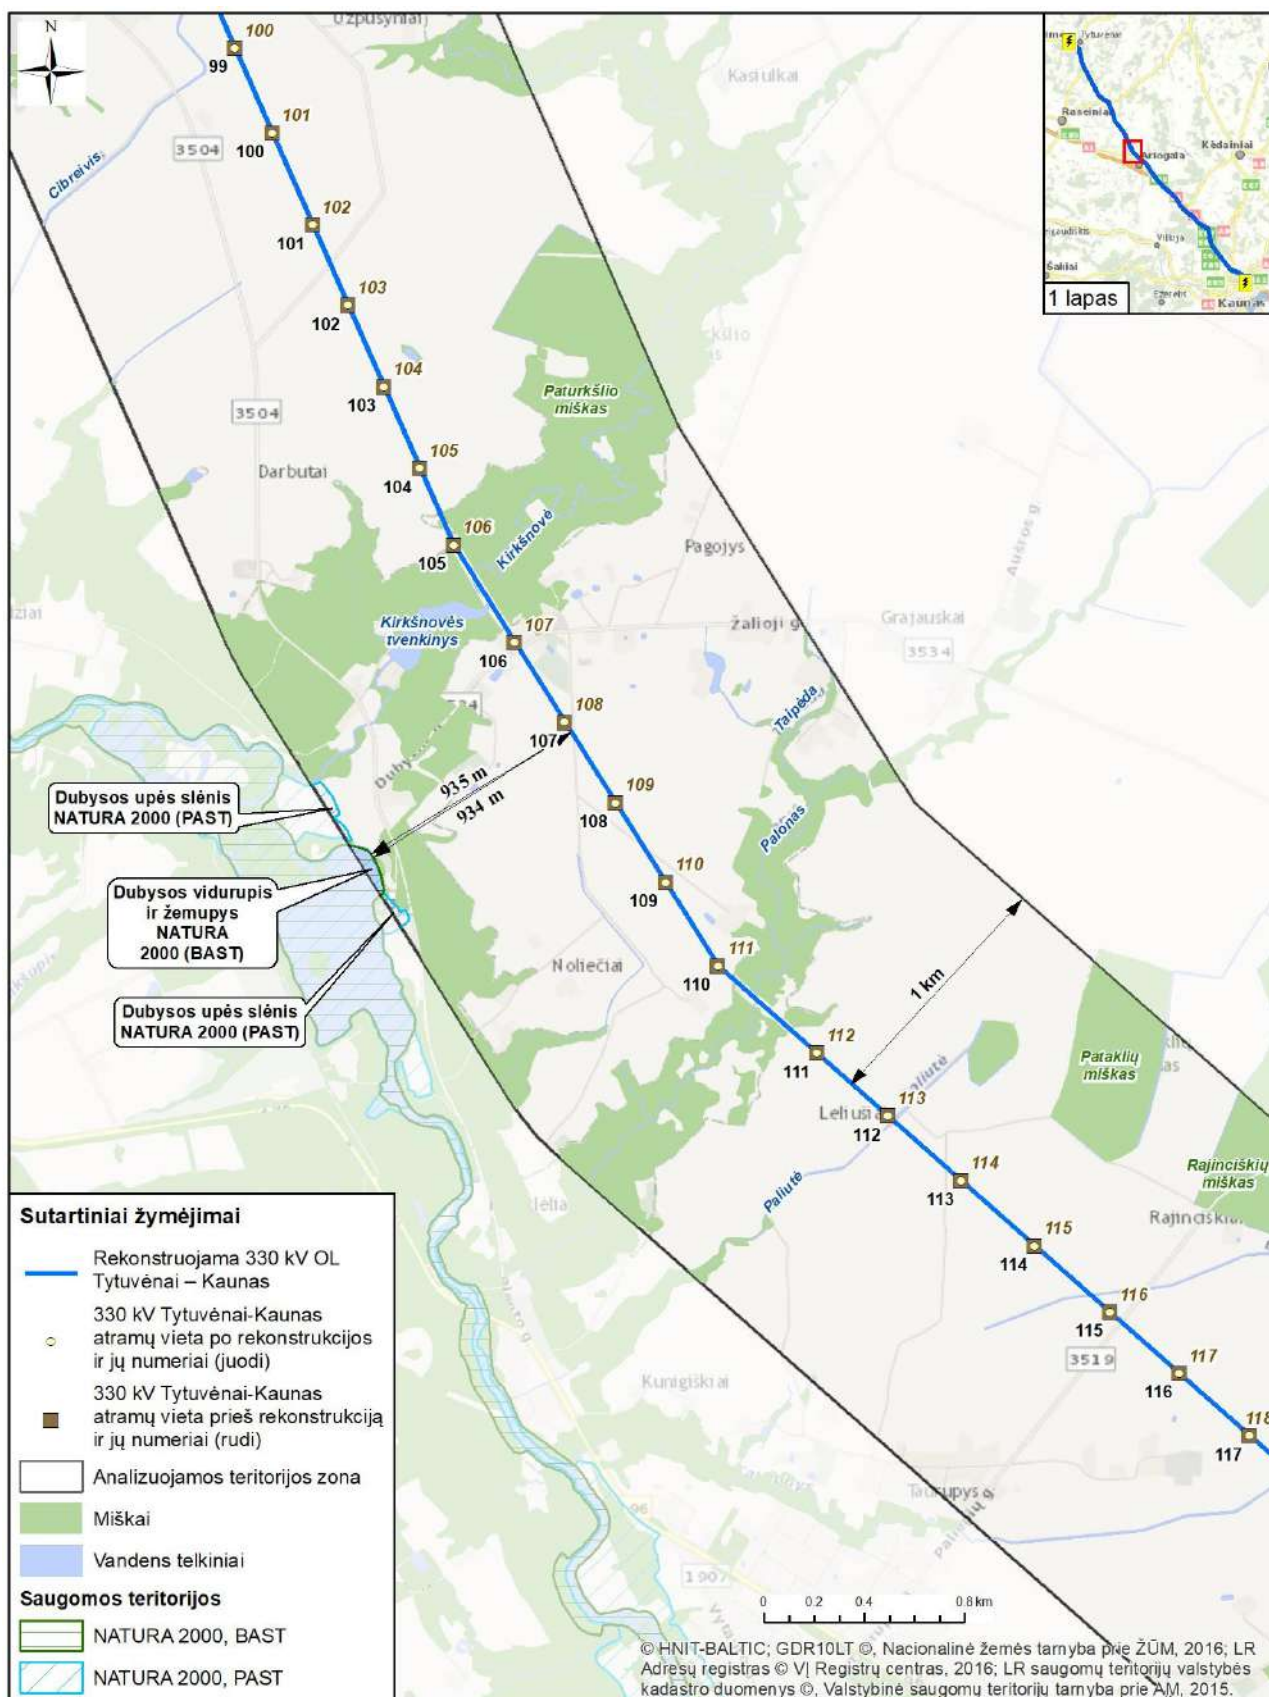 N
Užpušyniai
Kasiulkai
100
99
101
100
3504
Cibreivis
102
101
103
102
104
103
3504
Paturkšlio
miškas
Darbutai
105
104
106
105
Kirkšnovė
Pagojys
Aušros g.
Kirkšnovės
tvenkinys
107
106
Žalioji g.
Grajauskai
3534
Taipėda
108
107
935 m
934 m
Dubysos upės slėnis
NATURA 2000 (PAST)
109
108
Palonas
Dubysos vidurupis
ir žemupys
NATURA
2000 (BAST)
110
109
111
110
Noliečiai
1 km
Dubysos upės slėnis
NATURA 2000 (PAST)
112
111
Pataklių
miškas
Paliutė
113
112
114
113
Paliutė
Rajinciškių
miškas
115
114
116
115
3519
117
116
118
117
Kunigiškiai
Taurupys g.
96
1907
Tytuvėnai
Raseiniai
Ariogala
Kėdainiai
Vilkija
Šakiai
Kaunas
1 lapas
Sutartiniai žymėjimai
Rekonstruojama 330 kV OL
Tytuvėnai – Kaunas
330 kV Tytuvėnai-Kaunas
atramų vieta po rekonstrukcijos
ir jų numeriai (juodi)
330 kV Tytuvėnai-Kaunas
atramų vieta prieš rekonstrukciją
ir jų numeriai (rudi)
Analizuojamos teritorijos zona
Miškai
Vandens telkiniai
Saugomos teritorijos
NATURA 2000, BAST
NATURA 2000, PAST
0 0.2 0.4 0.8 km
© HNIT-BALTIC; GDR10LT ©, Nacionalinė žemės tarnyba prie ŽŪM, 2016; LR
Adresų registras © VĮ Registrų centras, 2016; LR saugomų teritorijų valstybės
kadastro duomenys ©, Valstybinė saugomų teritorijų tarnyba prie AM, 2015.